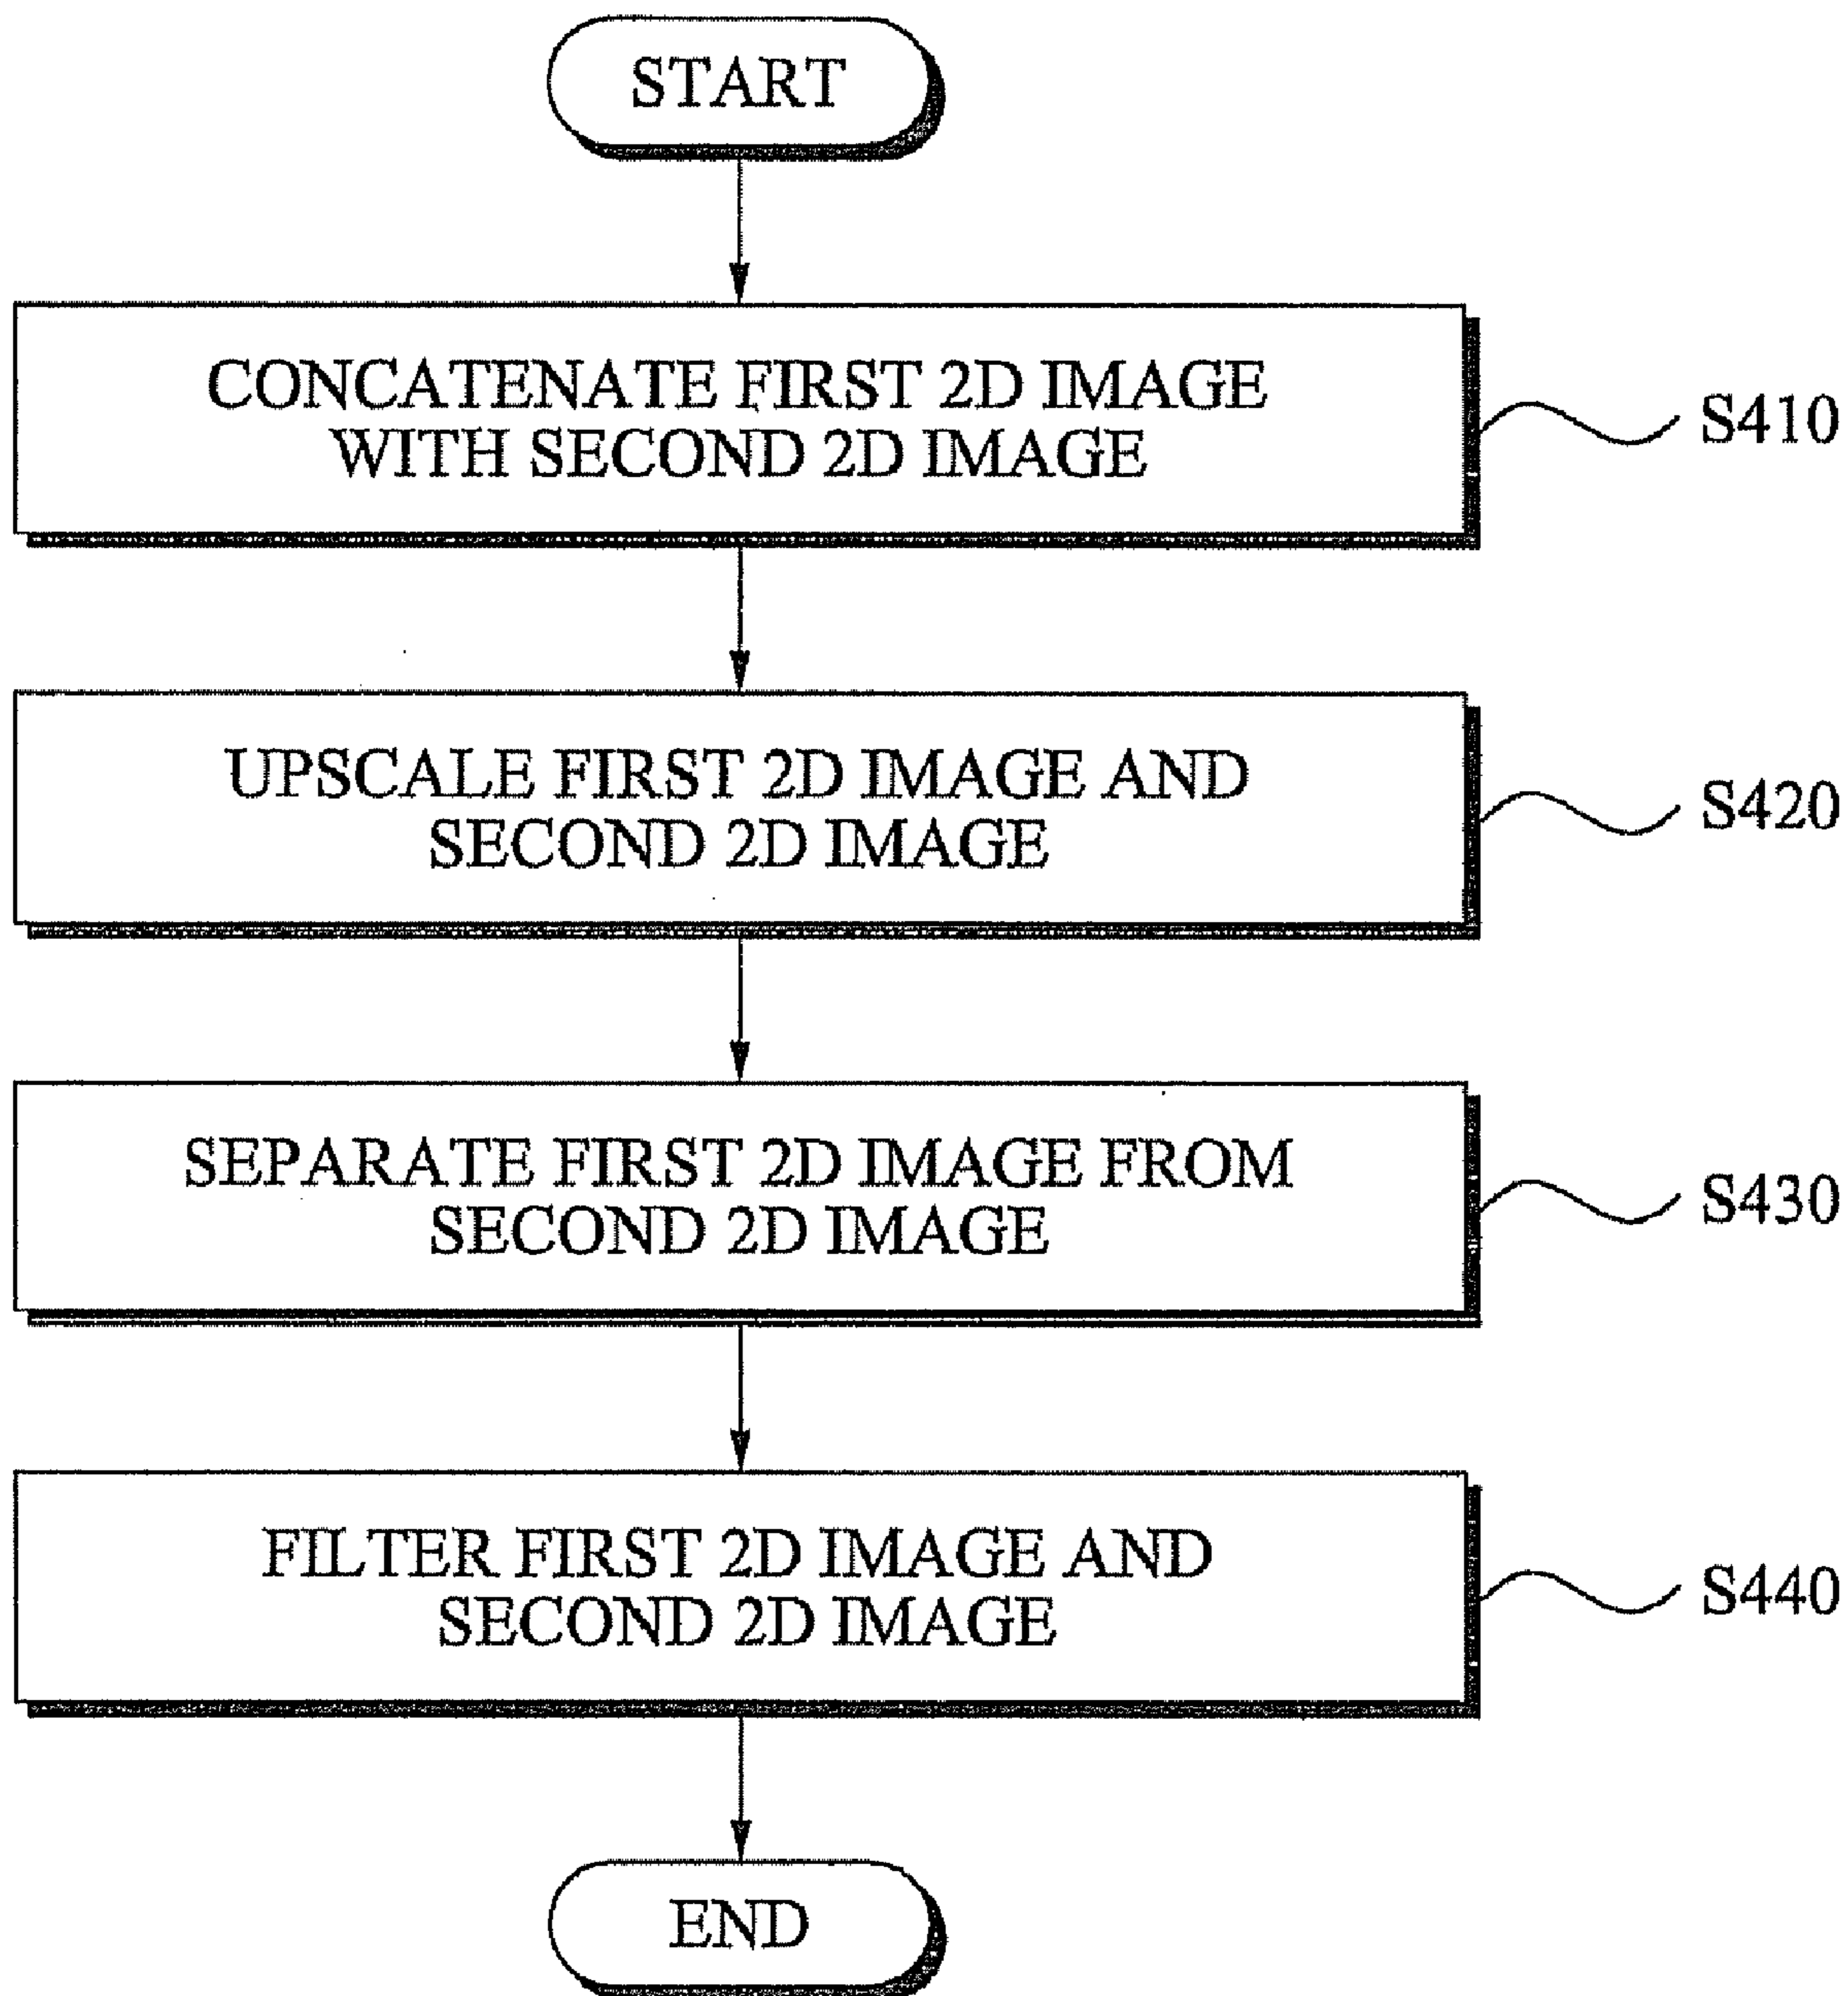 START
CONCATENATE FIRST 2D IMAGE
WITH SECOND 2D IMAGE
S410
UPSCALE FIRST 2D IMAGE AND
SECOND 2D IMAGE
S420
SEPARATE FIRST 2D IMAGE FROM
SECOND 2D IMAGE
S430
FILTER FIRST 2D IMAGE AND
SECOND 2D IMAGE
S440
END